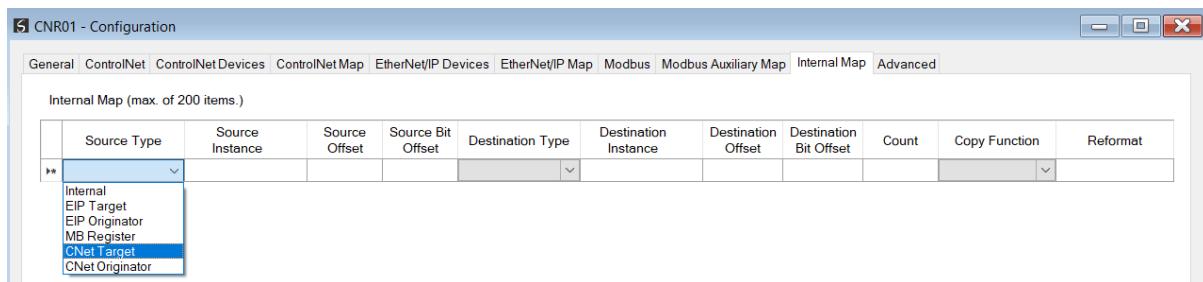 CNR01 - Configuration
General ControlNet ControlNet Devices ControlNet Map EtherNet/IP Devices EtherNet/IP Map Modbus Modbus Auxiliary Map Internal Map Advanced
Internal Map (max. of 200 items.)
Source Type Source Instance Source Offset Source Bit Offset Destination Type Destination Instance Destination Offset Destination Bit Offset Count Copy Function Reformat
Internal
EIP Target
EIP Originator
MB Register
CNet Target
CNet Originator